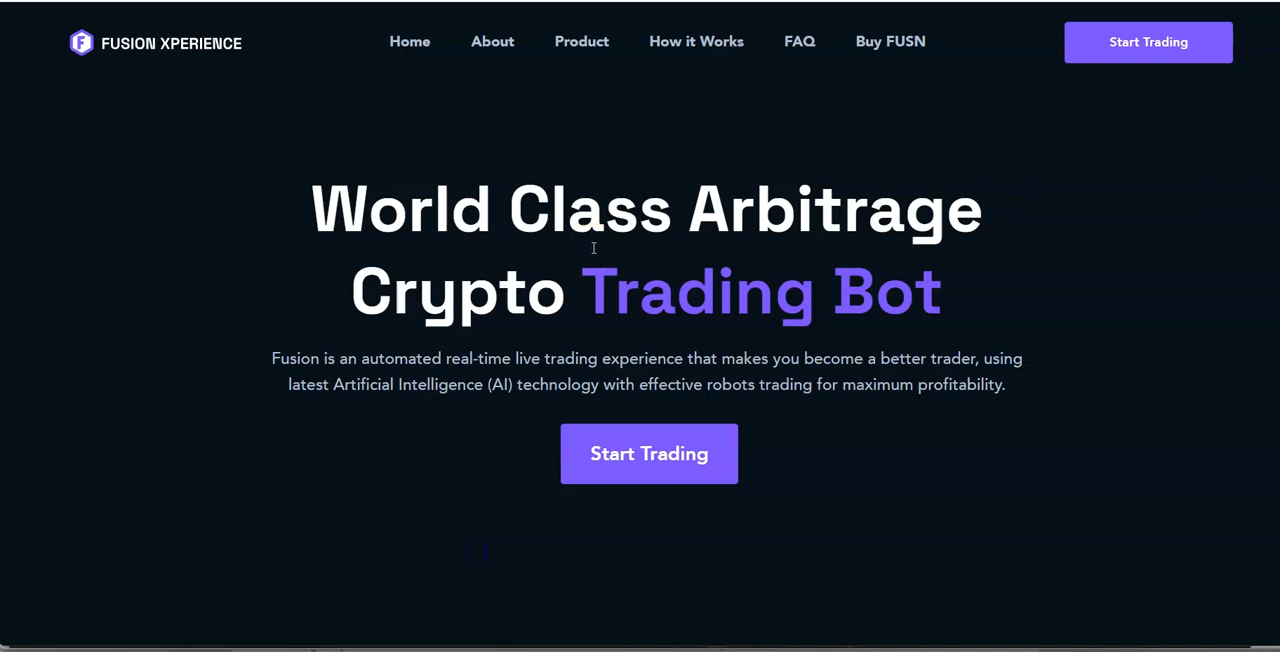 FUSION XPERIENCE
Home About Product How it Works FAQ Buy FUSN
Start Trading
World Class Arbitrage
Crypto Trading Bot
Fusion is an automated real-time live trading experience that makes you become a better trader, using
latest Artificial Intelligence (AI) technology with effective robots trading for maximum profitability.
Start Trading